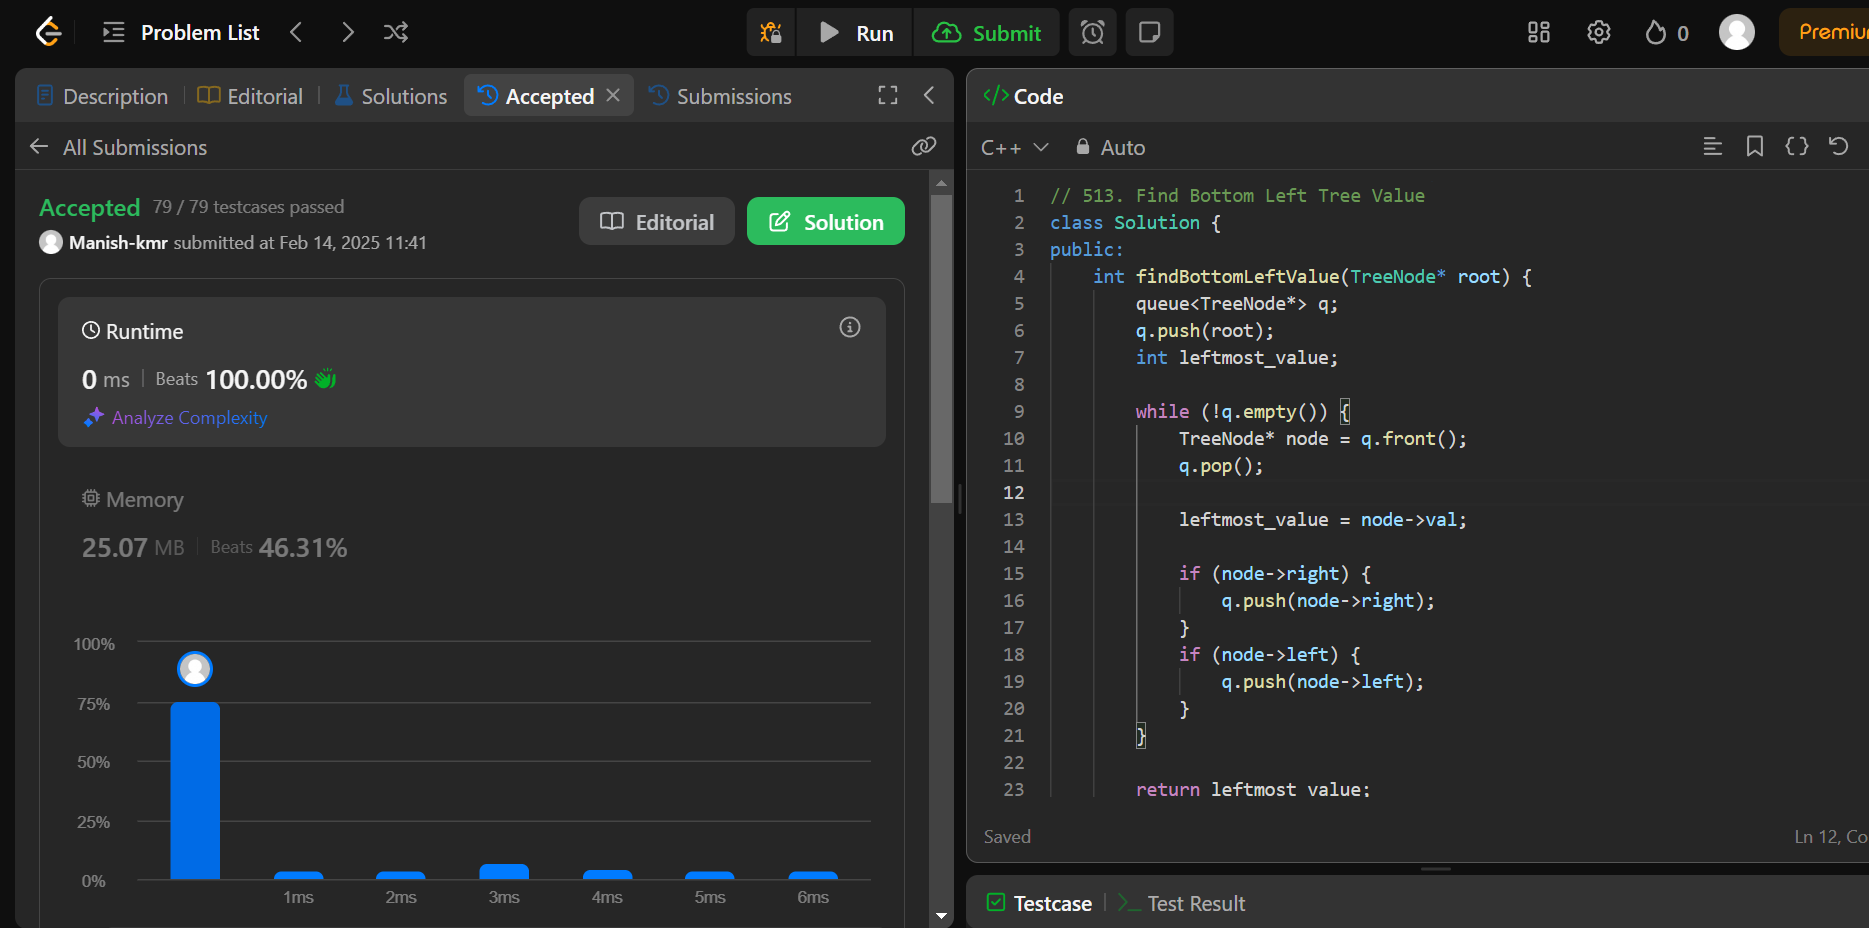 Problem List
Run
Submit
0
Premiu
Description
Editorial
Solutions
Accepted
Submissions
All Submissions
Accepted 79 / 79 testcases passed
Manish-kmr submitted at Feb 14, 2025 11:41
Editorial
Solution
Runtime
0 ms Beats 100.00%
Analyze Complexity
Memory
25.07 MB Beats 46.31%
100%
75%
50%
25%
0%
1ms 2ms 3ms 4ms 5ms 6ms
</> Code
C++ Auto
1 // 513. Find Bottom Left Tree Value
2 class Solution {
3 public:
4 int findBottomLeftValue(TreeNode* root) {
5 queue<TreeNode*> q;
6 q.push(root);
7 int leftmost_value;
8
9 while (!q.empty()) {
10 TreeNode* node = q.front();
11 q.pop();
12
13 leftmost_value = node->val;
14
15 if (node->right) {
16 q.push(node->right);
17 }
18 if (node->left) {
19 q.push(node->left);
20 }
21 }
22
23 return leftmost_value;
Saved
Ln 12, Co
Testcase
Test Result